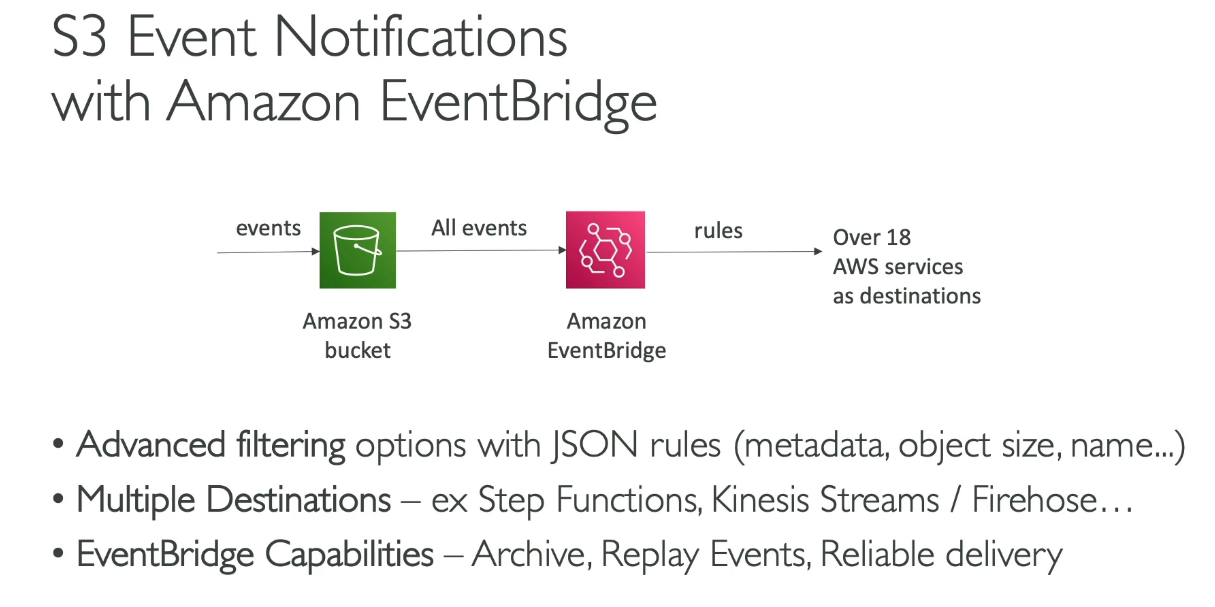 S3 Event Notifications
with Amazon EventBridge
events
All events
rules
Over 18
AWS services
as destinations
Amazon S3
bucket
Amazon
EventBridge
• Advanced filtering options with JSON rules (metadata, object size, name...)
• Multiple Destinations – ex Step Functions, Kinesis Streams / Firehose…
• EventBridge Capabilities – Archive, Replay Events, Reliable delivery